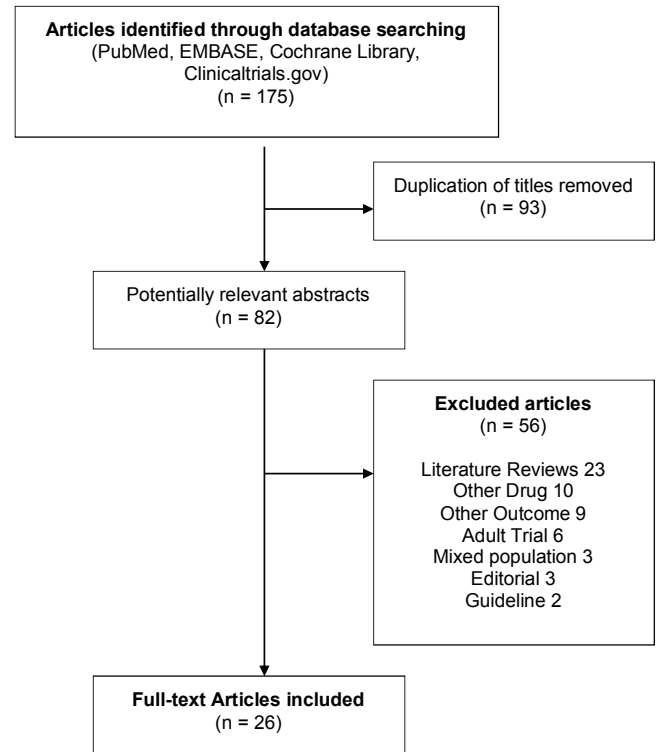 Articles identified through database searching
(PubMed, EMBASE, Cochrane Library,
Clinicaltrials.gov)
(n = 175)
Duplication of titles removed
(n = 93)
Potentially relevant abstracts
(n = 82)
Excluded articles
(n = 56)
Literature Reviews 23
Other Drug 10
Other Outcome 9
Adult Trial 6
Mixed population 3
Editorial 3
Guideline 2
Full-text Articles included
(n = 26)